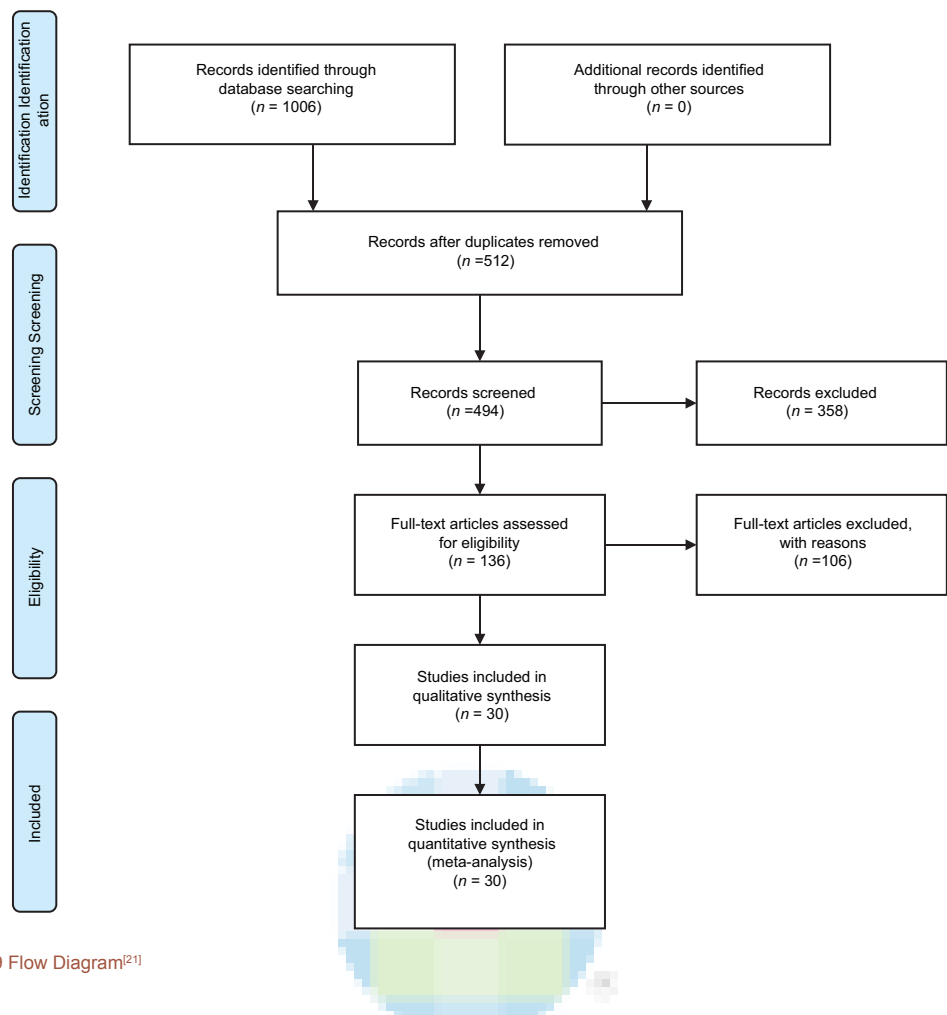 Identification Identification
ation
Records identified through
database searching
(n = 1006)
Additional records identified
through other sources
(n = 0)
Records after duplicates removed
(n =512)
Screening Screening
Records screened
(n =494)
Records excluded
(n = 358)
Eligibility
Full-text articles assessed
for eligibility
(n = 136)
Full-text articles excluded,
with reasons
(n =106)
Studies included in
qualitative synthesis
(n = 30)
Included
Studies included in
quantitative synthesis
(meta-analysis)
(n = 30)
Flow Diagram[21]